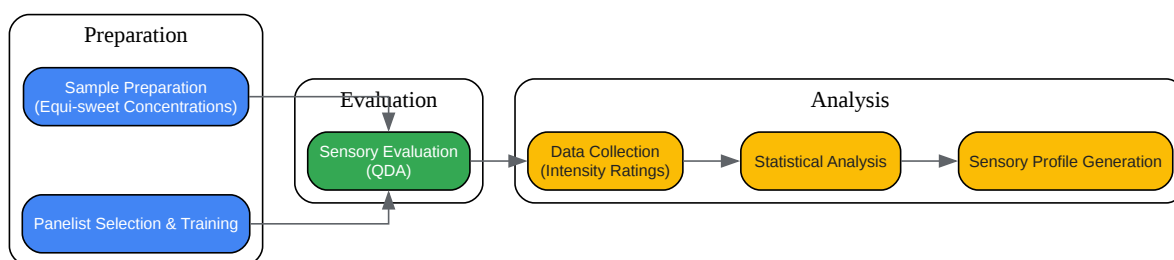 Preparation
Sample Preparation
(Equi-sweet Concentrations)
Panelist Selection & Training
Evaluation
Sensory Evaluation
(QDA)
Analysis
Data Collection
(Intensity Ratings)
Statistical Analysis
Sensory Profile Generation